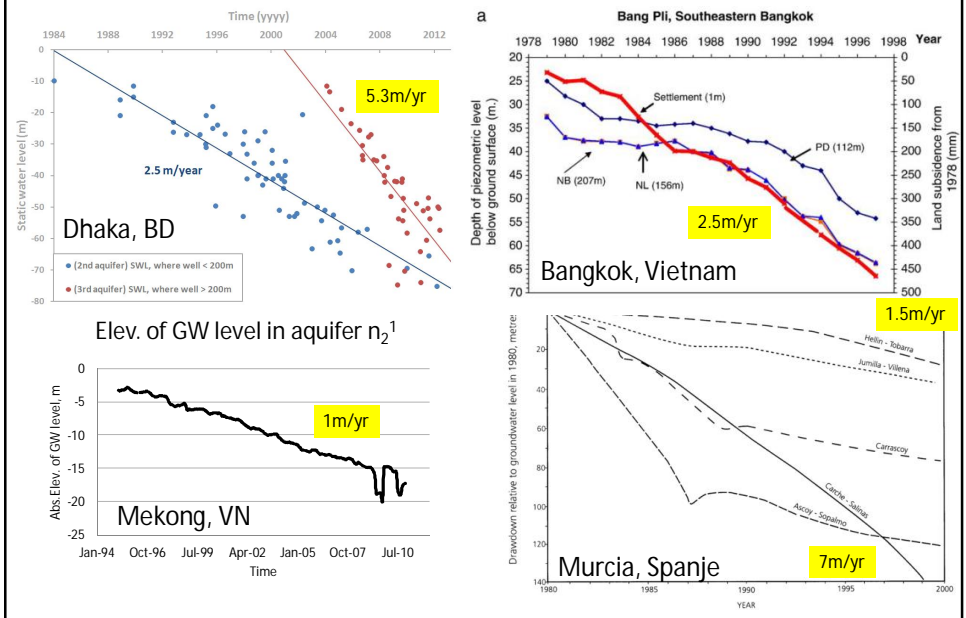 Time (yyyy)
1984 1988 1992 1996 2000 2004 2008 2012
0
-10
-20
-30
-40
-50
-60
-70
-80
Static water level (m)
5.3m/yr
2.5 m/year
Dhaka, BD
(2nd aquifer) SWL, where well < 200m
(3rd aquifer) SWL, where well > 200m
a
Bang Pli, Southeastern Bangkok
1978 1980 1982 1984 1986 1988 1990 1992 1994 1996 1998 Year
20
25
30
35
40
45
50
55
60
65
70
Depth of piezometric level
below ground surface (m.)
0
50
100
150
200
250
300
350
400
450
500
Land subsidence from
1978 (mm)
Settlement (1m)
PD (112m)
NB (207m)
NL (156m)
2.5m/yr
Bangkok, Vietnam
Elev. of GW level in aquifer n₂¹
0
-5
-10
-15
-20
-25
Abs.Elev. of GW level, m
1m/yr
Mekong, VN
Jan-94 Oct-96 Jul-99 Apr-02 Jan-05 Oct-07 Jul-10
Time
1.5m/yr
Drawdown relative to groundwater level in 1980, metres
20
40
60
80
100
120
140
Hellin - Tobarra
Jumilla - Villena
Carrascoy
Carche - Salinas
Ascoy - Sopalmo
7m/yr
Murcia, Spanje
1980 1985 1990 1995 2000
YEAR